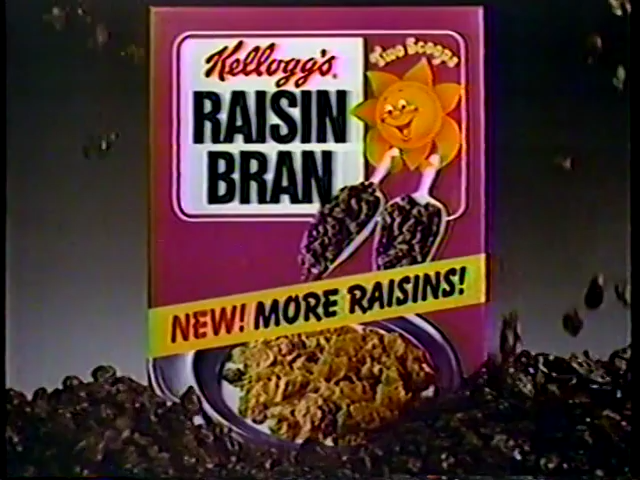 Kellogg's
Two Scoops
RAISIN
BRAN
NEW! MORE RAISINS!